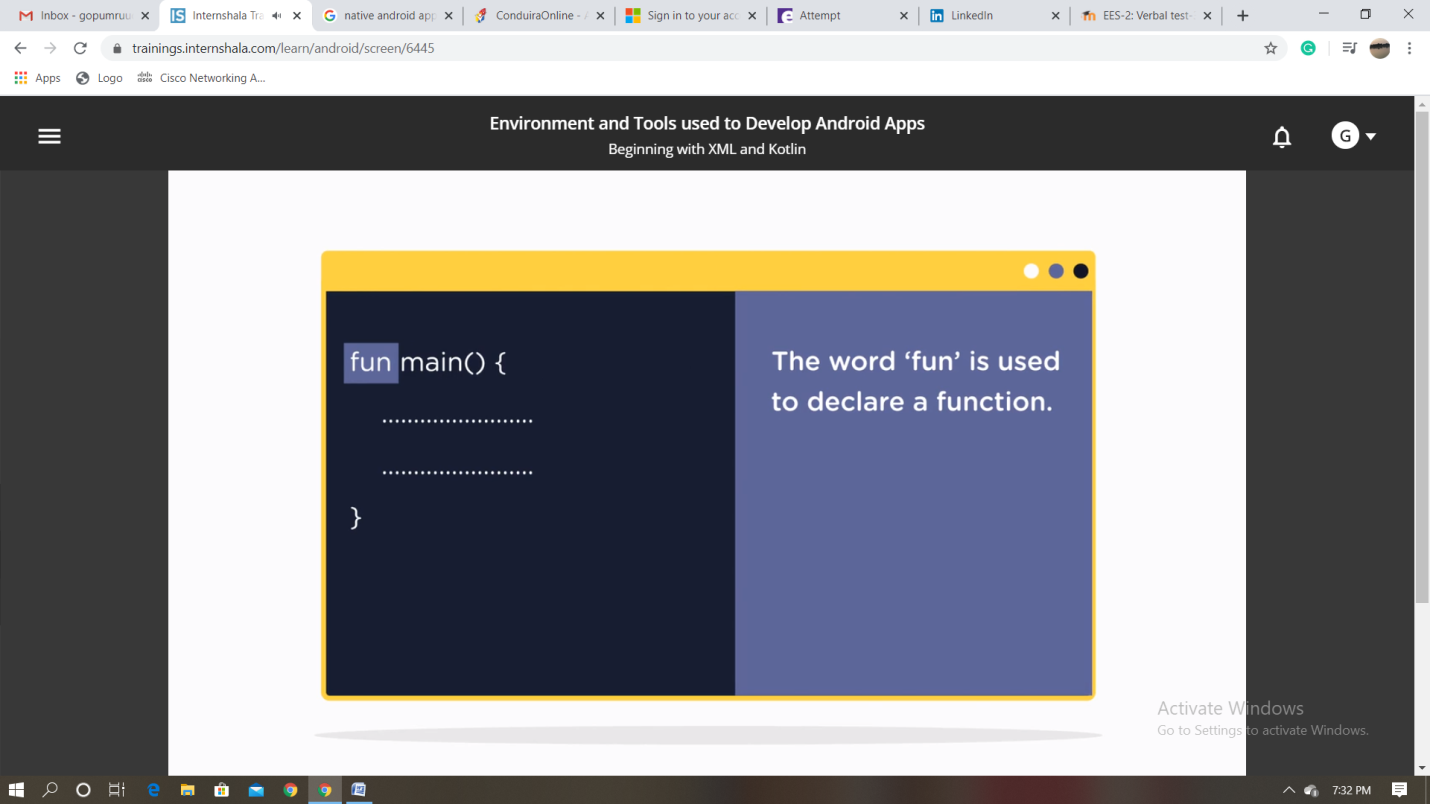 Inbox - gopumruu
Internshala Tra
native android app
ConduiraOnline - A
Sign in to your acc
Attempt
LinkedIn
EES-2: Verbal test-
trainings.internshala.com/learn/android/screen/6445
Apps
Logo
Cisco Networking A...
Environment and Tools used to Develop Android Apps
Beginning with XML and Kotlin
G
fun main() {
........................
........................
}
The word ‘fun’ is used
to declare a function.
Activate Windows
Go to Settings to activate Windows.
7:32 PM